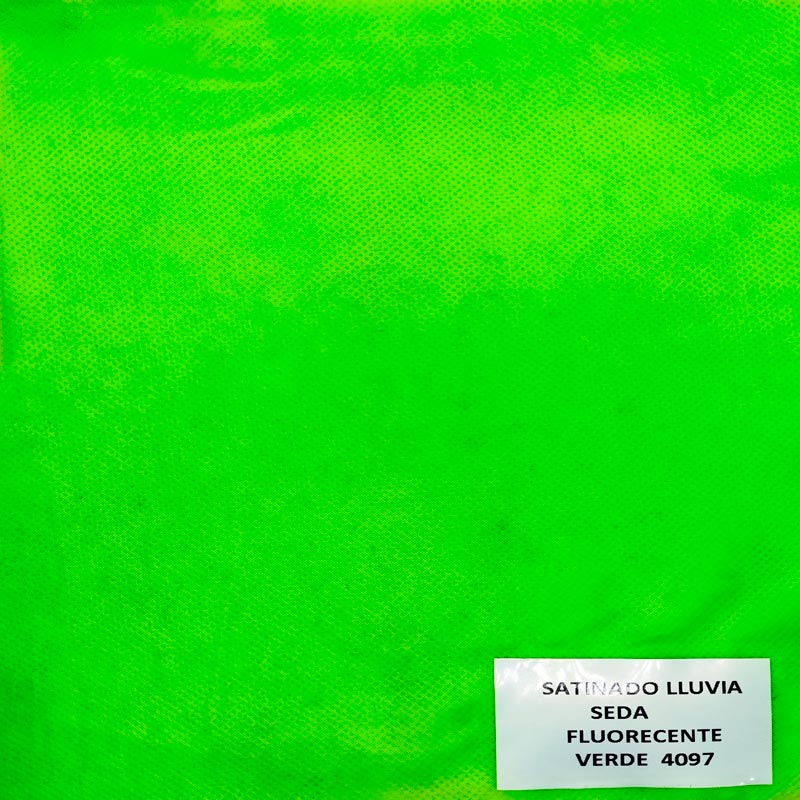 SATINADO LLUVIA
SEDA
FLUORECENTE
VERDE 4097